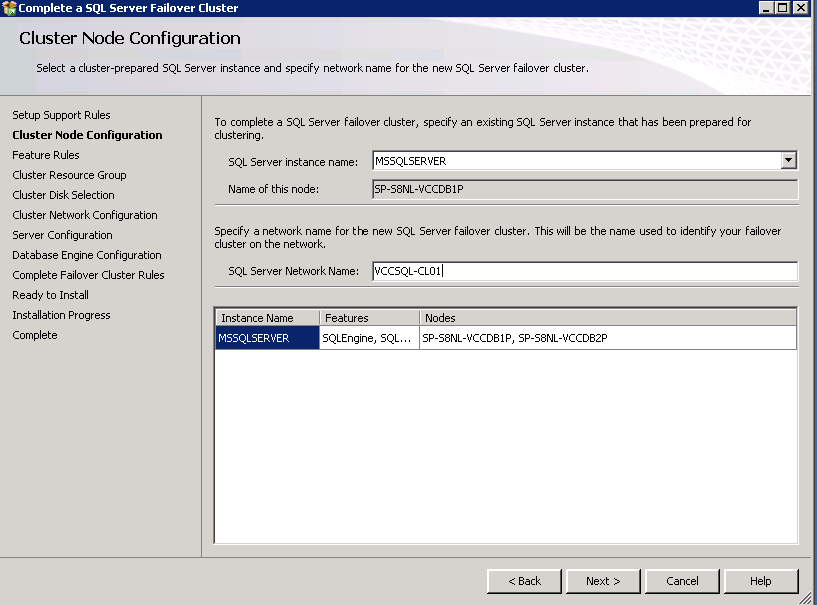 Complete a SQL Server Failover Cluster
Cluster Node Configuration
Select a cluster-prepared SQL Server instance and specify network name for the new SQL Server failover cluster.
Setup Support Rules
Cluster Node Configuration
Feature Rules
Cluster Resource Group
Cluster Disk Selection
Cluster Network Configuration
Server Configuration
Database Engine Configuration
Complete Failover Cluster Rules
Ready to Install
Installation Progress
Complete
To complete a SQL Server failover cluster, specify an existing SQL Server instance that has been prepared for
clustering.
SQL Server instance name: MSSQLSERVER
Name of this node: SP-S8NL-VCCDB1P
Specify a network name for the new SQL Server failover cluster. This will be the name used to identify your failover
cluster on the network.
SQL Server Network Name: VCCSQL-CL01
Instance Name Features Nodes
MSSQLSERVER SQLEngine, SQL... SP-S8NL-VCCDB1P, SP-S8NL-VCCDB2P
< Back Next > Cancel Help